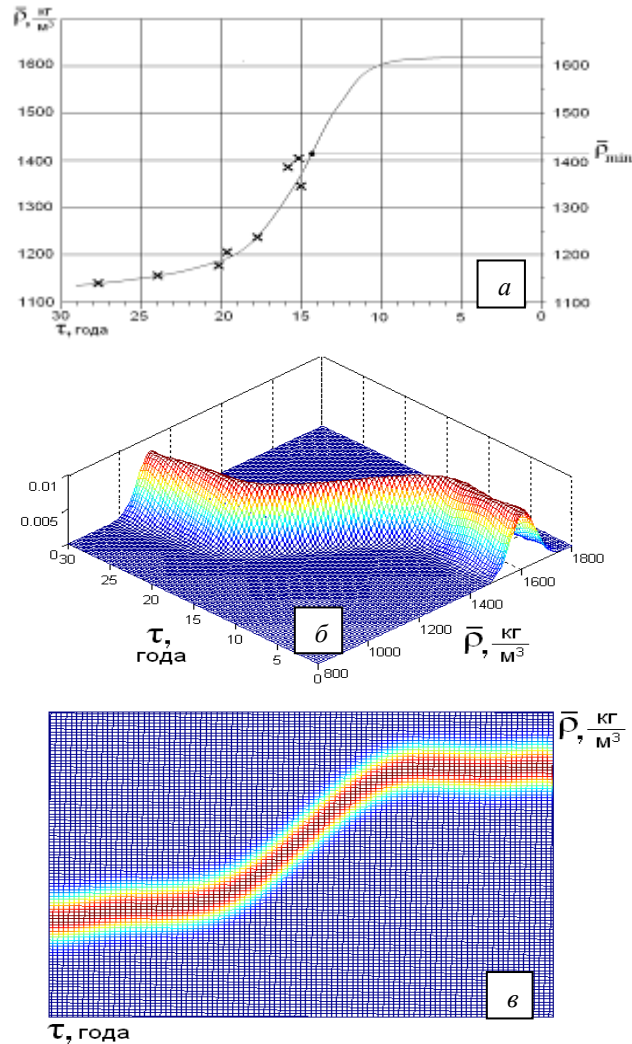 ρ̄, кг/м³
1600 1600
1500 1500
1400 1400 ρ̄min
1300 1300
1200 1200
1100 1100
а
30 25 20 15 10 5 0
τ, года
0.01
0.005
0
30
25
20
15
10
5
0
800
1000
1200
1400
1600
1800
τ, года
б
ρ̄, кг/м³
ρ̄, кг/м³
в
τ, года